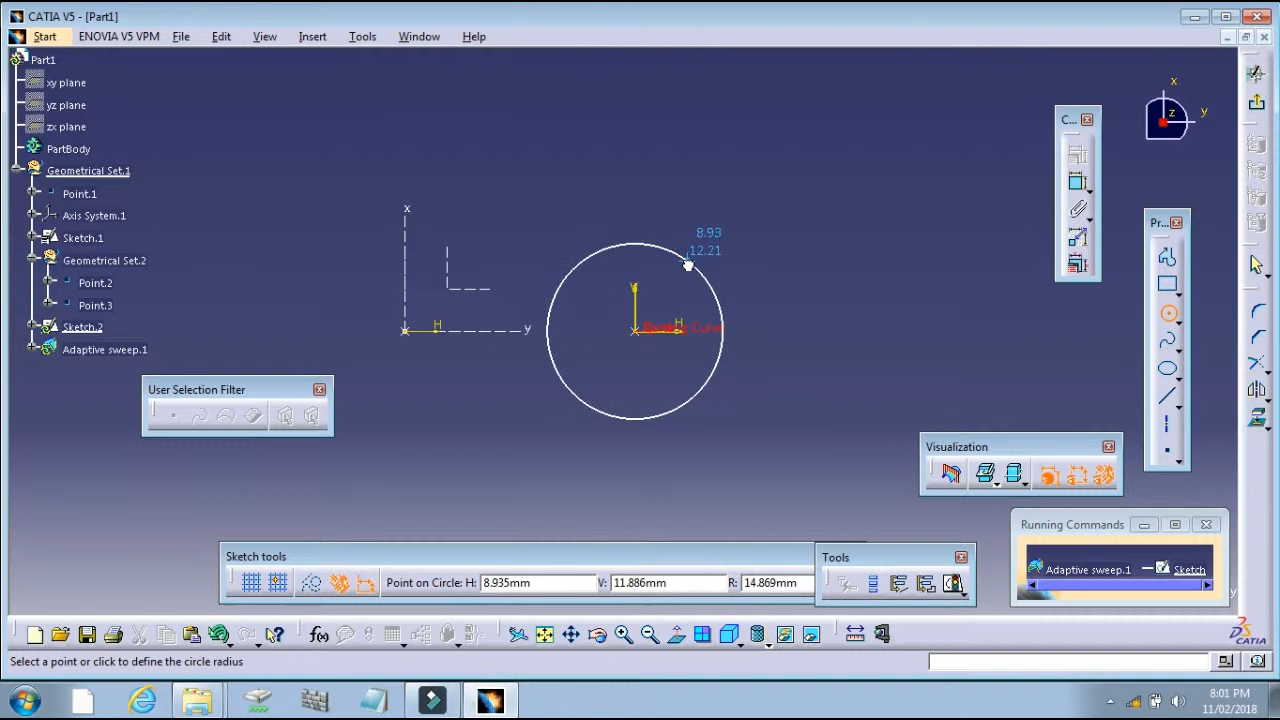 CATIA V5 - [Part1]
Start ENOVIA V5 VPM File Edit View Insert Tools Window Help
Part1
xy plane
yz plane
zx plane
PartBody
Geometrical Set.1
Point.1
Axis System.1
Sketch.1
Geometrical Set.2
Point.2
Point.3
Sketch.2
Adaptive sweep.1
x
y
H
8.93
12.21
V
H
x
y
z
C...
Pr...
User Selection Filter
Visualization
Running Commands
Adaptive sweep.1 Sketch
Sketch tools
Point on Circle: H: 8.935mm V: 11.886mm R: 14.869mm
Tools
y
f(x)
CATIA
Select a point or click to define the circle radius
8:01 PM
11/02/2018